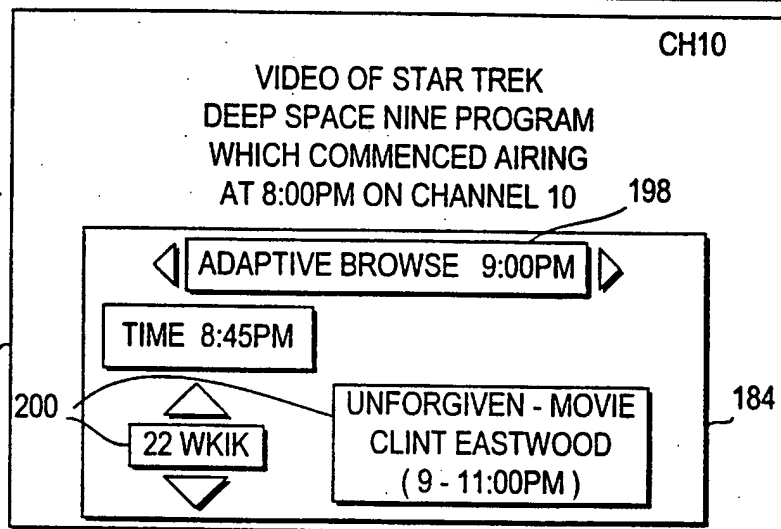 CH10
VIDEO OF STAR TREK
DEEP SPACE NINE PROGRAM
WHICH COMMENCED AIRING
AT 8:00PM ON CHANNEL 10
198
ADAPTIVE BROWSE 9:00PM
TIME 8:45PM
200
22 WKIK
UNFORGIVEN - MOVIE
CLINT EASTWOOD
( 9 - 11:00PM )
184